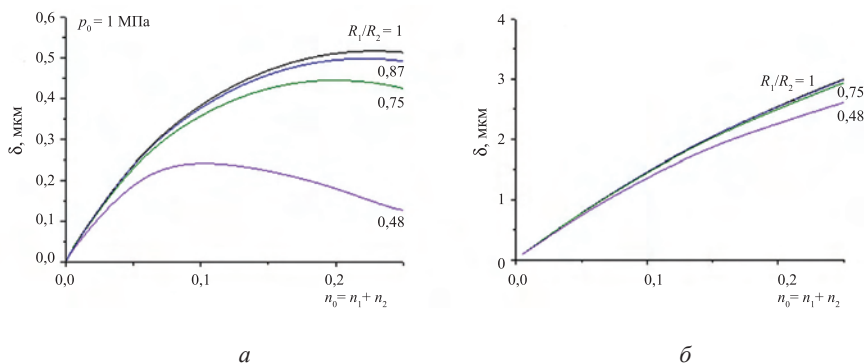 0,6
0,5
0,4
0,3
0,2
0,1
0,0
δ, мкм
p₀ = 1 МПа
R₁/R₂ = 1
0,87
0,75
0,48
0,0
0,1
0,2
n₀ = n₁ + n₂
а
4
3
2
1
0
δ, мкм
R₁/R₂ = 1
0,75
0,48
0,0
0,1
0,2
n₀ = n₁ + n₂
б